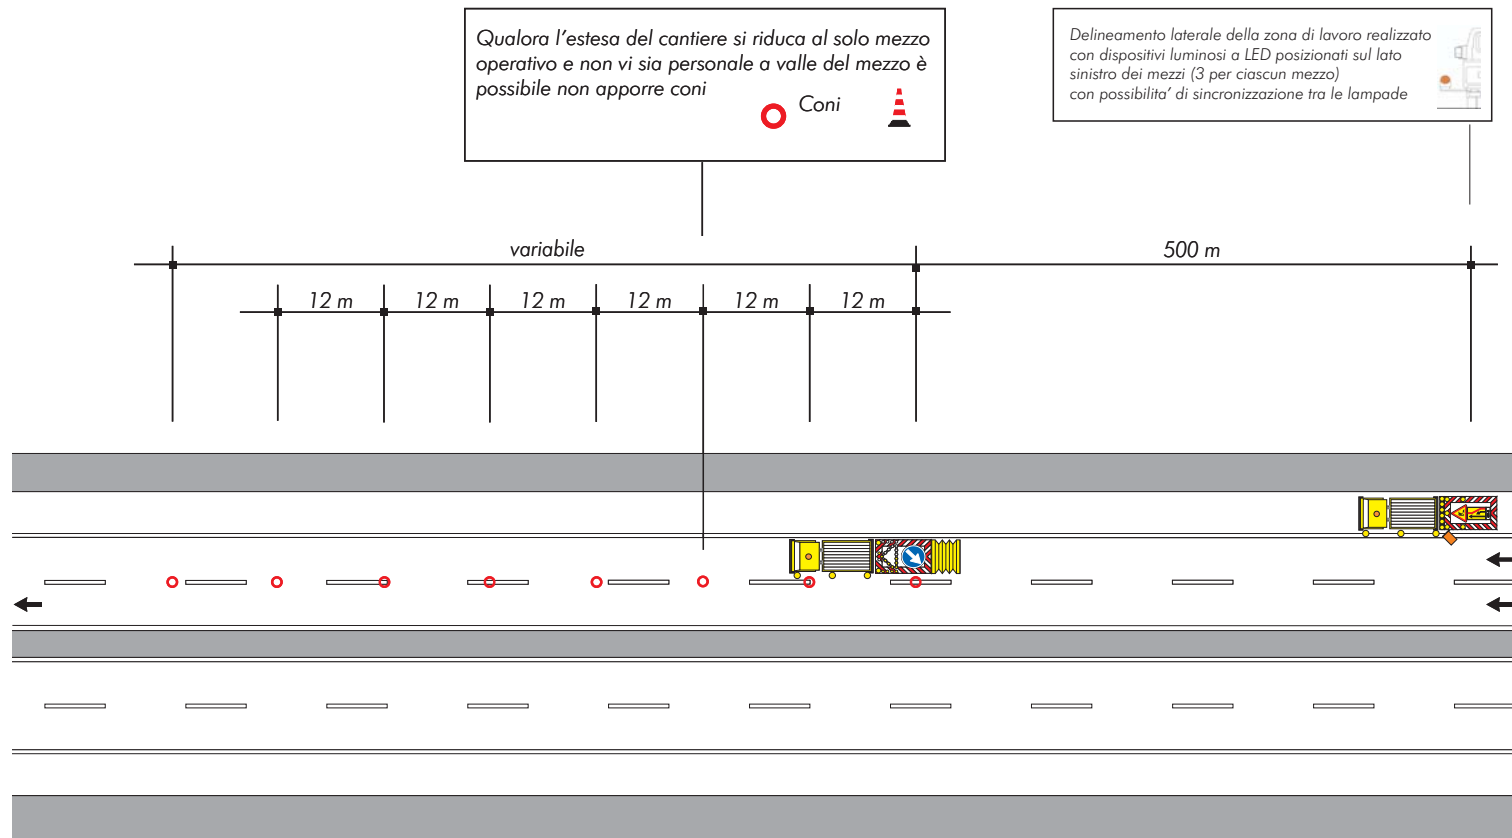 Qualora l'estesa del cantiere si riduca al solo mezzo
operativo e non vi sia personale a valle del mezzo è
possibile non apporre coni
Coni
Delineamento laterale della zona di lavoro realizzato
con dispositivi luminosi a LED posizionati sul lato
sinistro dei mezzi (3 per ciascun mezzo)
con possibilita' di sincronizzazione tra le lampade
variabile
500 m
12 m
12 m
12 m
12 m
12 m
12 m